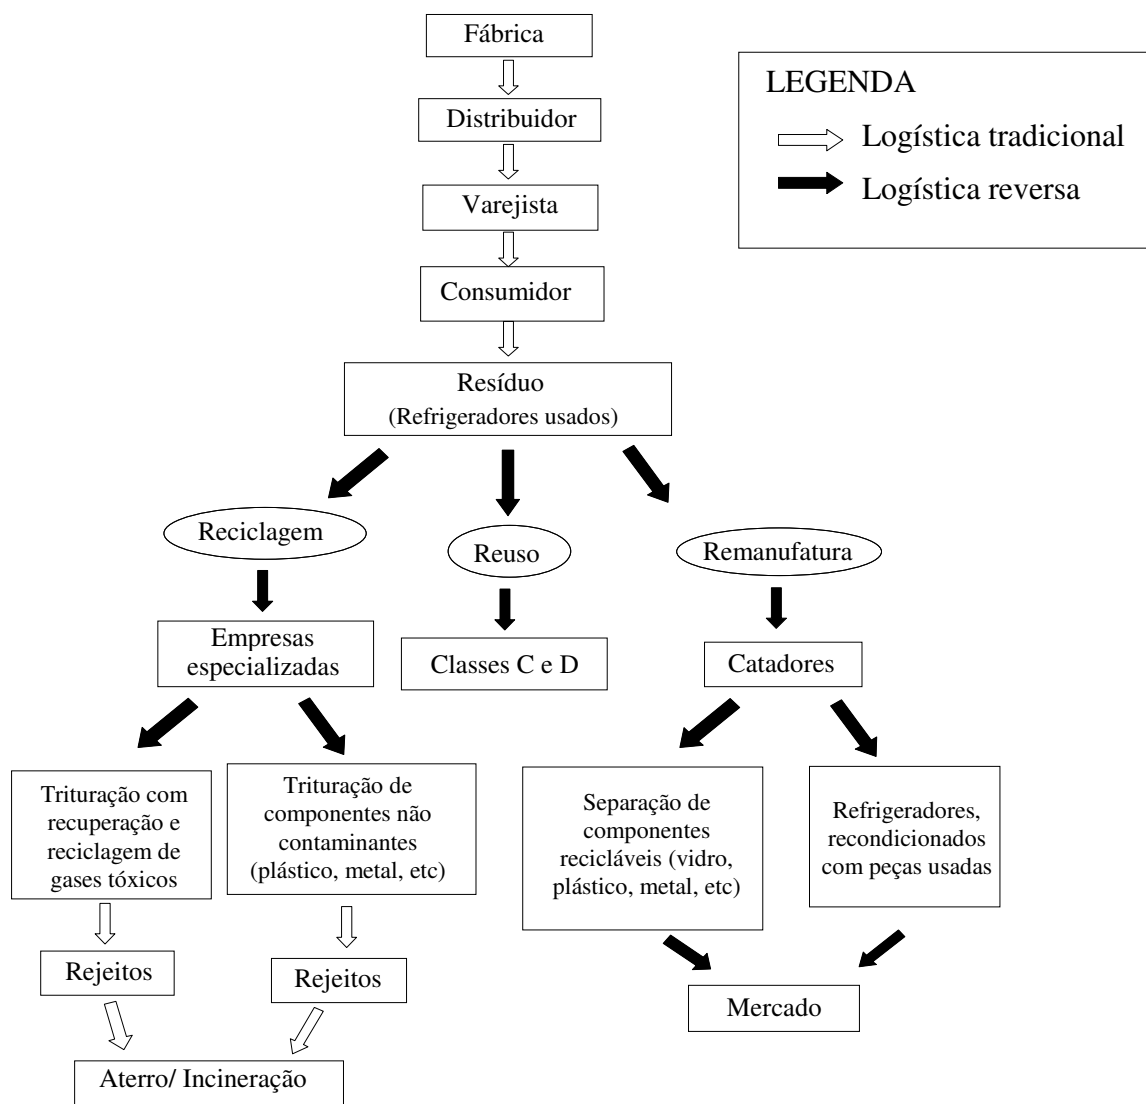 Fábrica
LEGENDA
Logística tradicional
Logística reversa
Distribuidor
Varejista
Consumidor
Resíduo
(Refrigeradores usados)
Reciclagem
Reuso
Remanufatura
Empresas
especializadas
Classes C e D
Catadores
Trituração com
recuperação e
reciclagem de
gases tóxicos
Trituração de
componentes não
contaminantes
(plástico, metal, etc)
Separação de
componentes
recicláveis (vidro,
plástico, metal, etc)
Refrigeradores,
recondicionados
com peças usadas
Rejeitos
Rejeitos
Mercado
Aterro/ Incineração